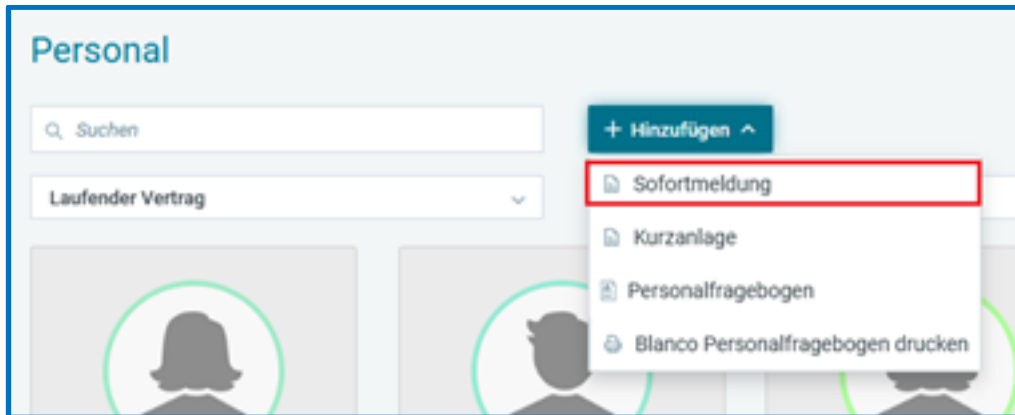 Personal
Suchen
+ Hinzufügen
Laufender Vertrag
Sofortmeldung
Kurzanlage
Personalfragebogen
Blanco Personalfragebogen drucken